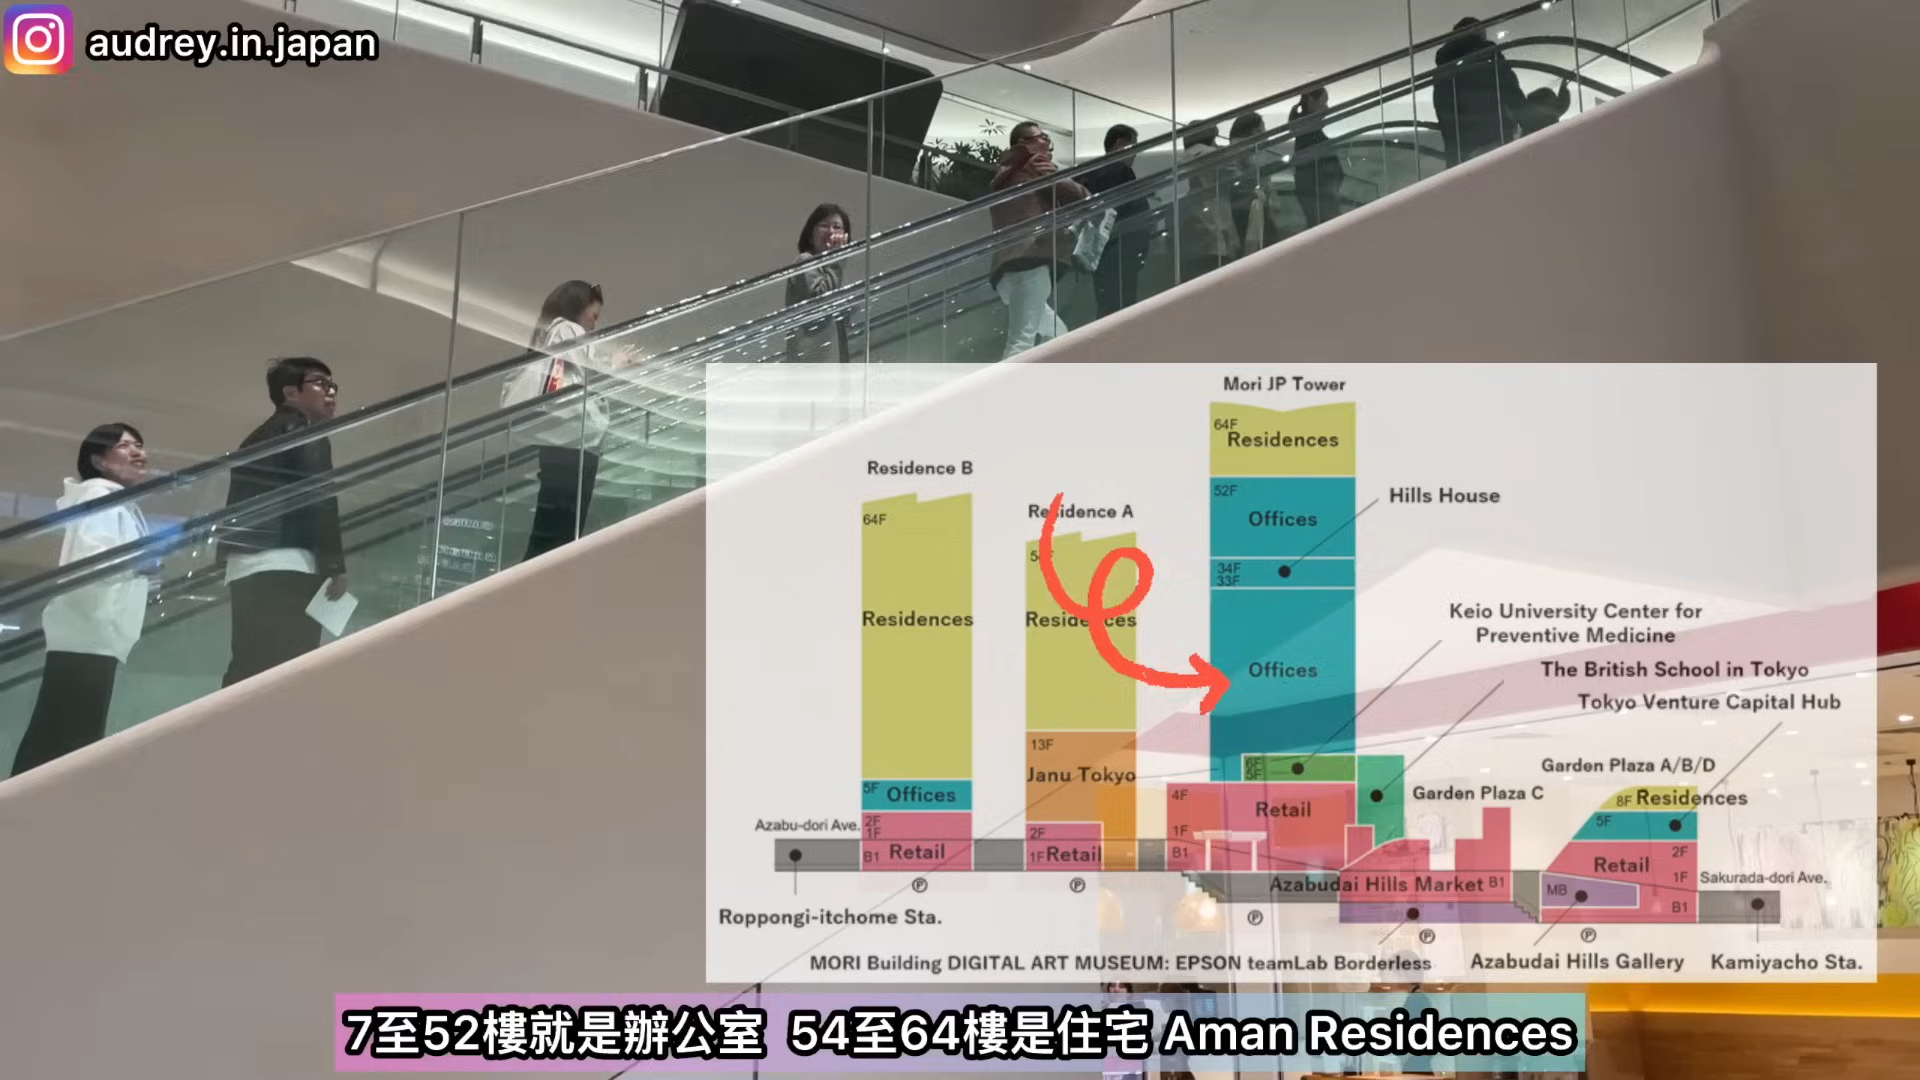 audrey.in.japan
Mori JP Tower
64F
Residences
Residence B
52F
Offices
Hills House
Residence A
64F
34F
33F
Residences
Residences
Offices
Keio University Center for
Preventive Medicine
The British School in Tokyo
Tokyo Venture Capital Hub
13F
Janu Tokyo
6F
5F
Garden Plaza A/B/D
5F
Offices
4F
Retail
Garden Plaza C
8F
Residences
Azabu-dori Ave.
2F
1F
2F
1F
5F
B1
Retail
1F
Retail
B1
Azabudai Hills Market
B1
MB
Retail
2F
1F
B1
Sakurada-dori Ave.
Roppongi-itchome Sta.
P
P
P
P
P
MORI Building DIGITAL ART MUSEUM: EPSON teamLab Borderless
Azabudai Hills Gallery
Kamiyacho Sta.
7至52樓就是辦公室 54至64樓是住宅 Aman Residences